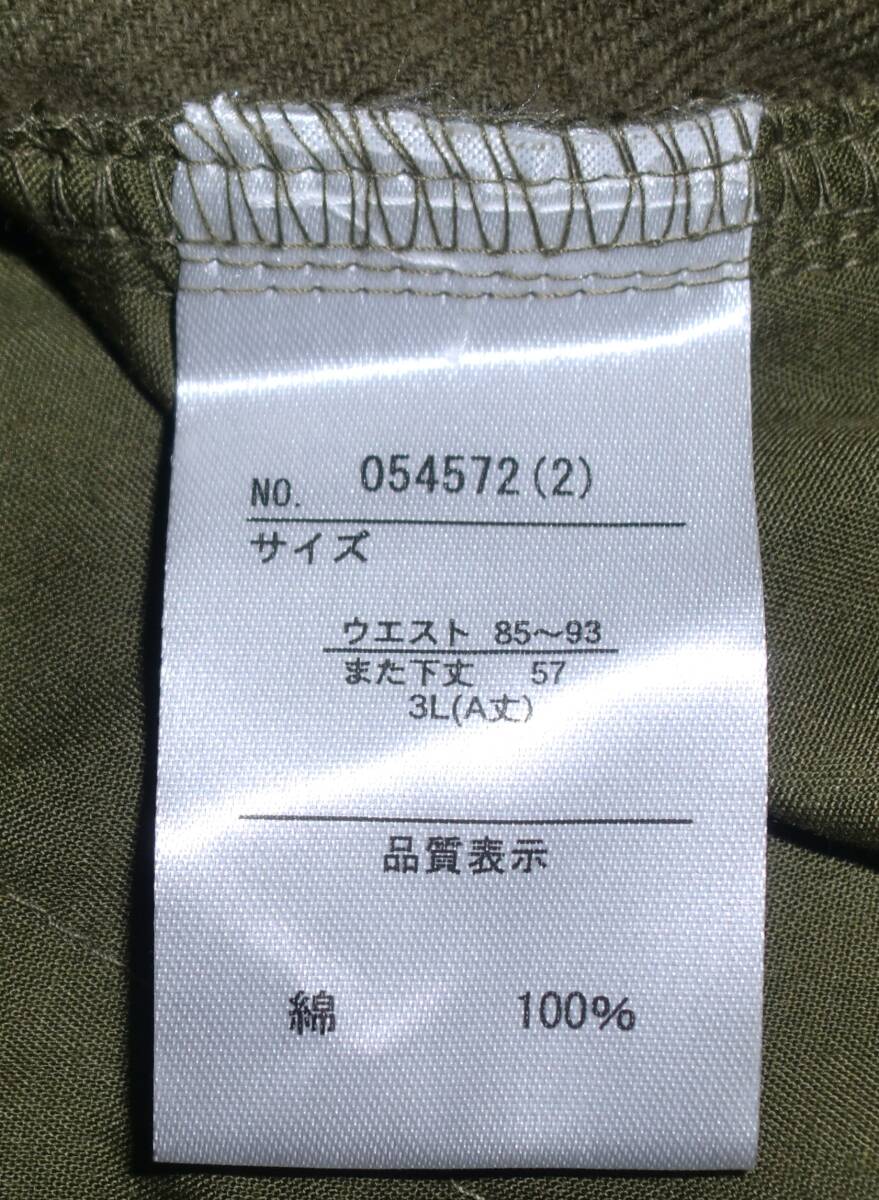 NO. 054572(2)
サイズ
ウエスト 85～93
また下丈 57
3L(A丈)
品質表示
綿 100%